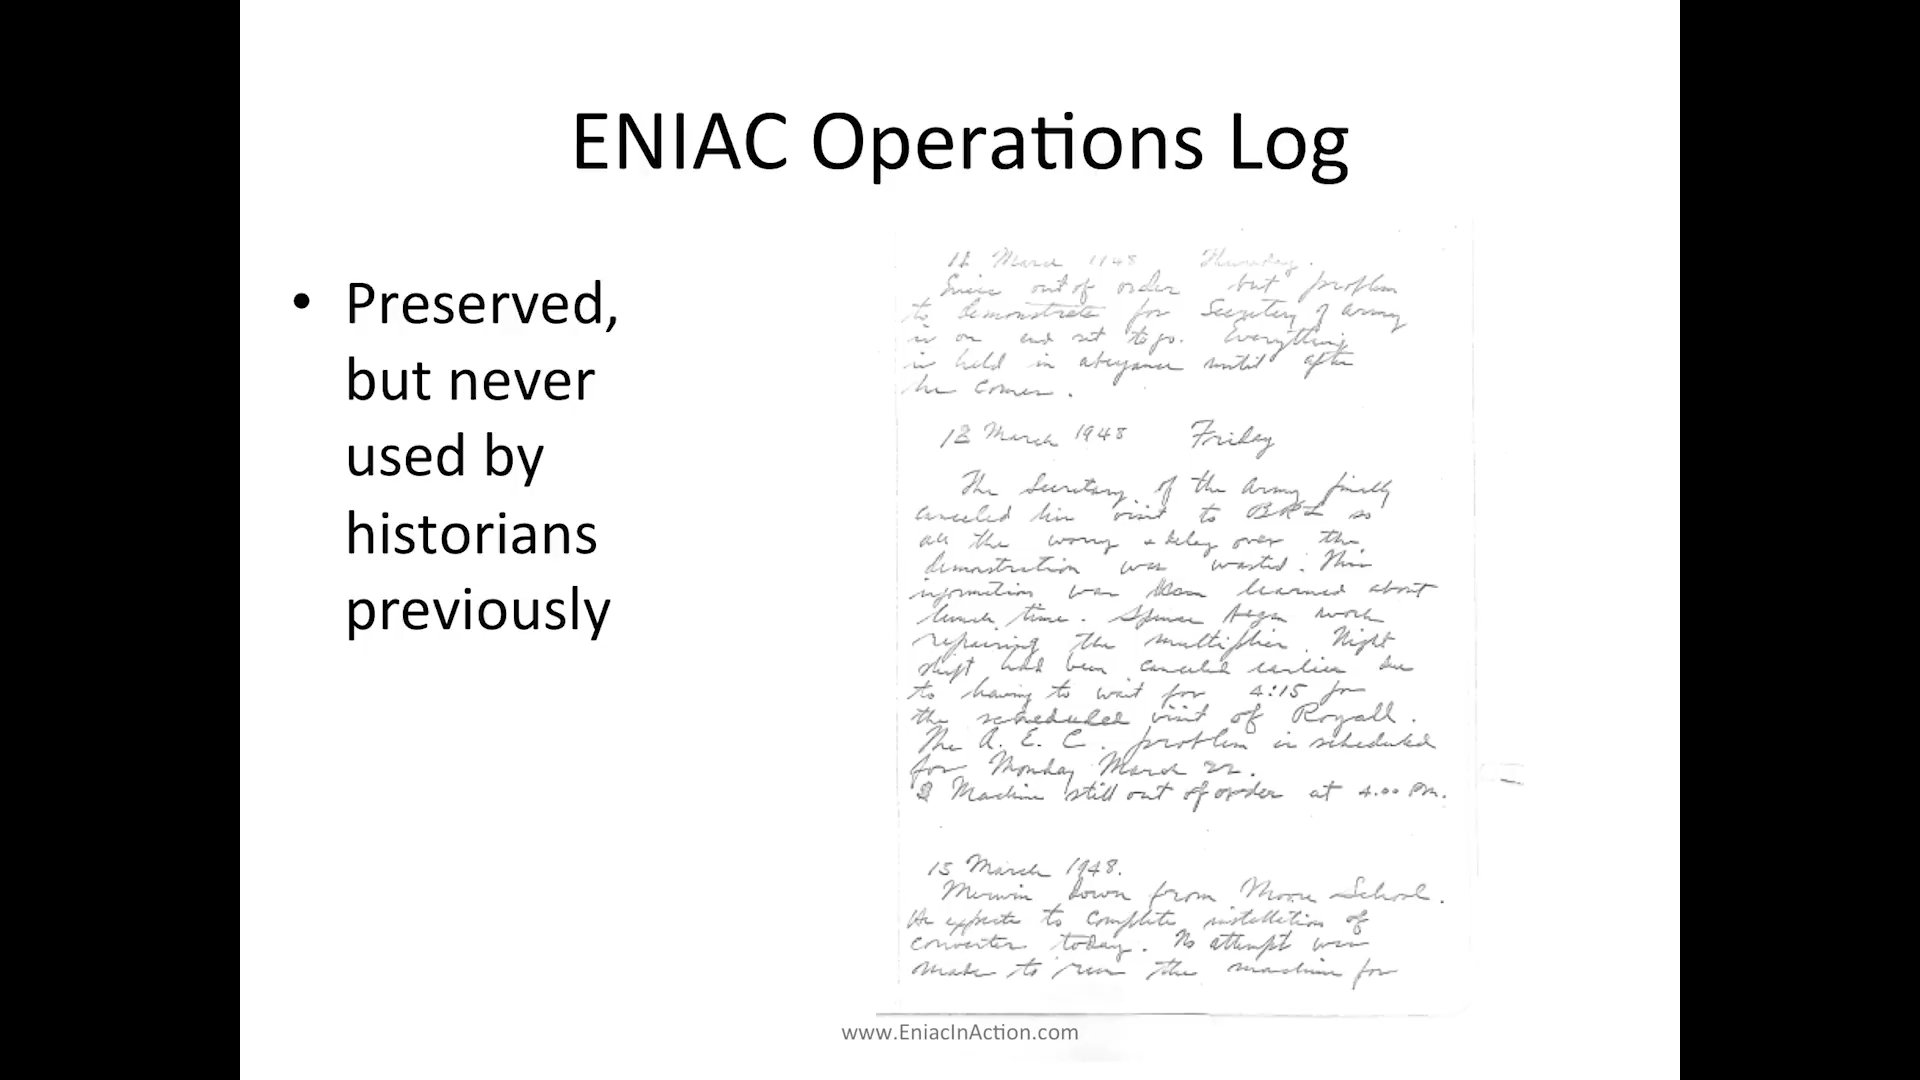 ENIAC Operations Log
• Preserved,
but never
used by
historians
previously
March 1948 Thursday.
Eniac out of order but problem
to demonstrate for Secretary of Army
is on and set to go. Everything
is held in abeyance until after
he comes.
12 March 1948 Friday
The Secretary of the Army finally
canceled his visit to BRL so
all the worry & delay over the
demonstration was wasted. This
information was learned about
lunch time. Spence began work
repairing the multiplier. Night
shift had been canceled earlier due
to having to wait for 4:15 for
the scheduled visit of Royall.
The A. E. C. problem is scheduled
for Monday March 22.
Machine still out of order at 4.00 PM.
15 March 1948.
Merwin down from Moore School.
He expects to complete installation of
converter today. No attempt was
made to run the machine for
www.EniacInAction.com